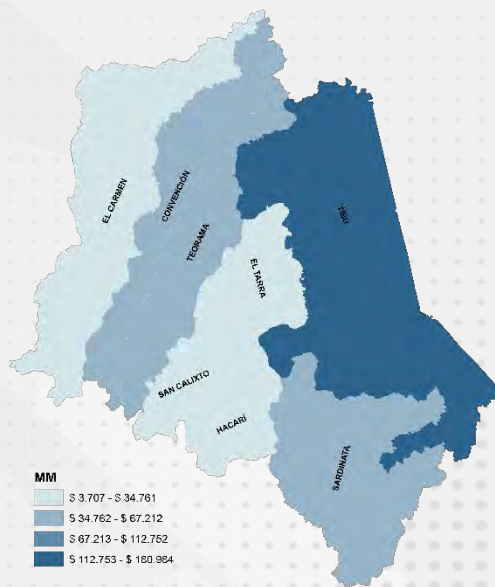 EL CARMEN
CONVENCIÓN
TEORAMA
TIBÚ
EL TARRA
SAN CALIXTO
HACARÍ
SARDINATA
MM
$ 3.707 - $ 34.761
$ 34.762 - $ 67.212
$ 67.213 - $ 112.752
$ 112.753 - $ 180.984